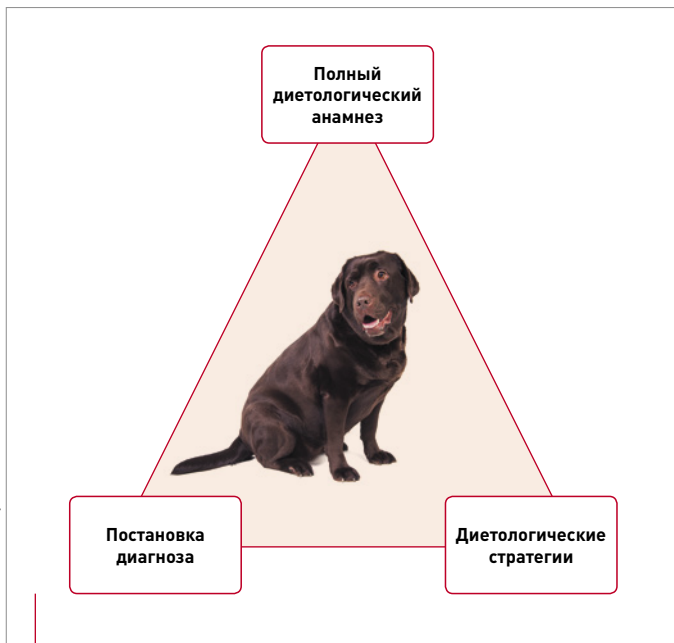 Полный
диетологический
анамнез
Постановка
диагноза
Диетологические
стратегии